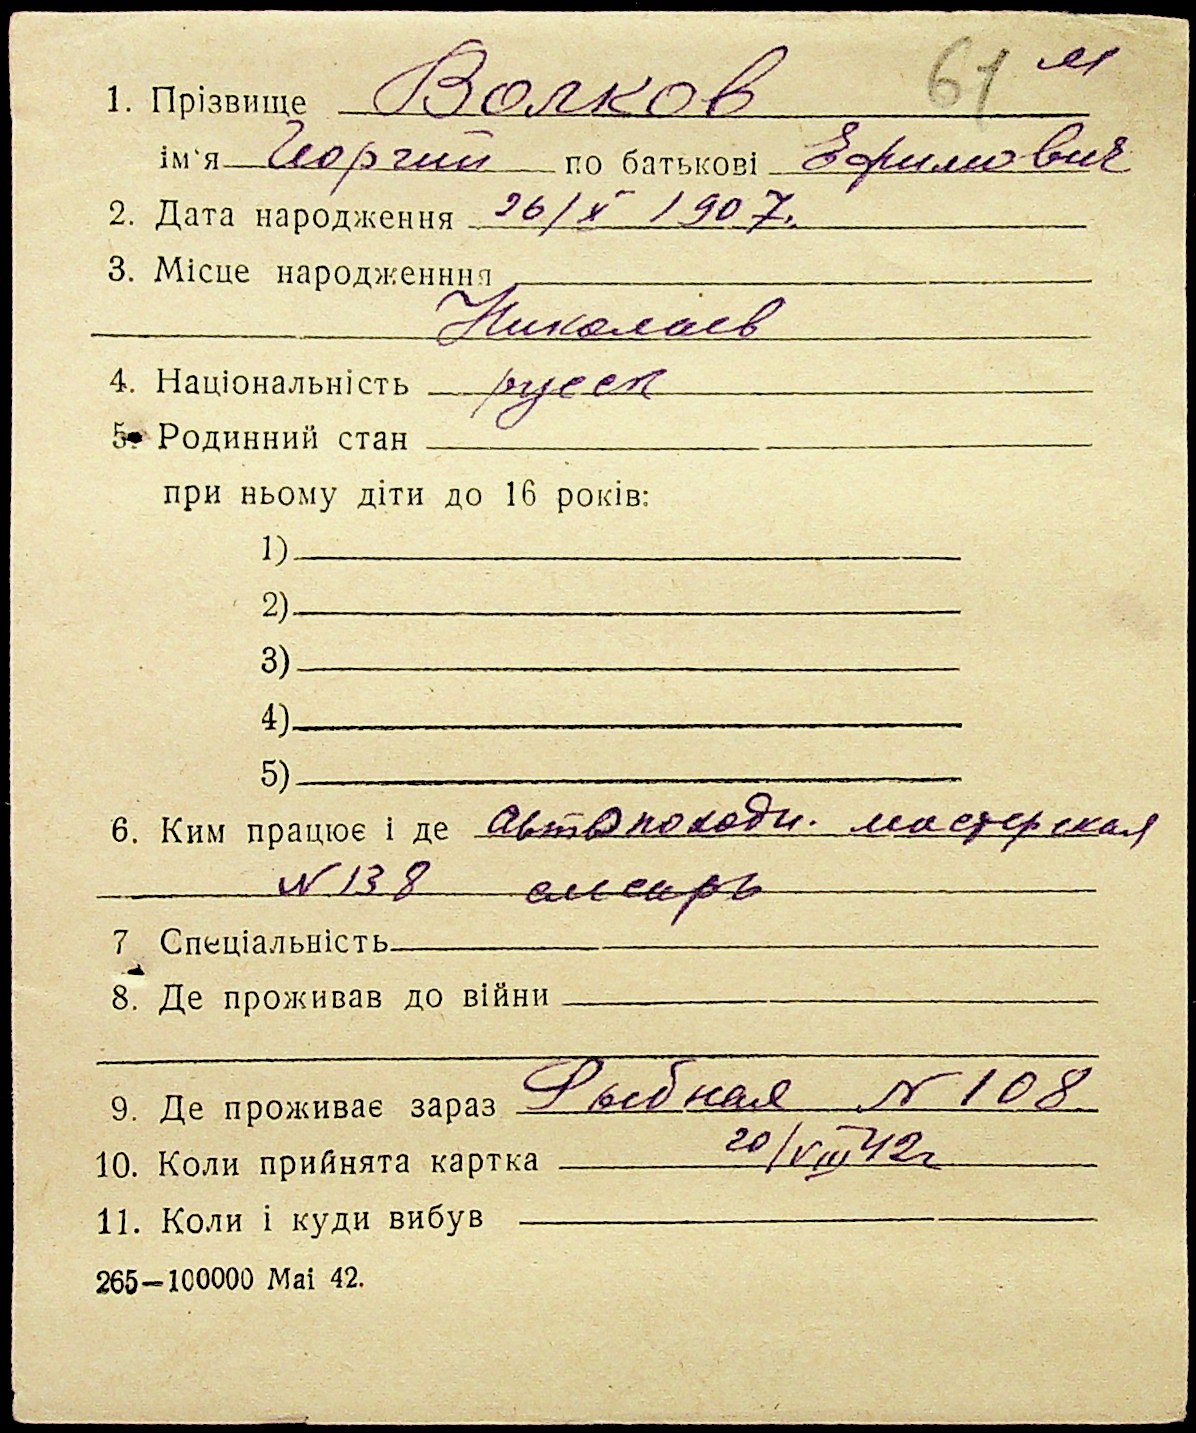 61 м
1. Прізвище Волков
ім'я Георгий по батькові Ефимович
2. Дата народження 26/X 1907.
3. Місце народженння
Николаев
4. Національність русск
5. Родинний стан
при ньому діти до 16 років:
1)
2)
3)
4)
5)
6. Ким працює і де Автопоходн. мастерская
N 138 слесарь
7 Спеціальність
8. Де проживав до війни
9. Де проживає зараз Рыбная N 108
10. Коли прийнята картка 20/VIII 42г
11. Коли і куди вибув
265—100000 Mai 42.